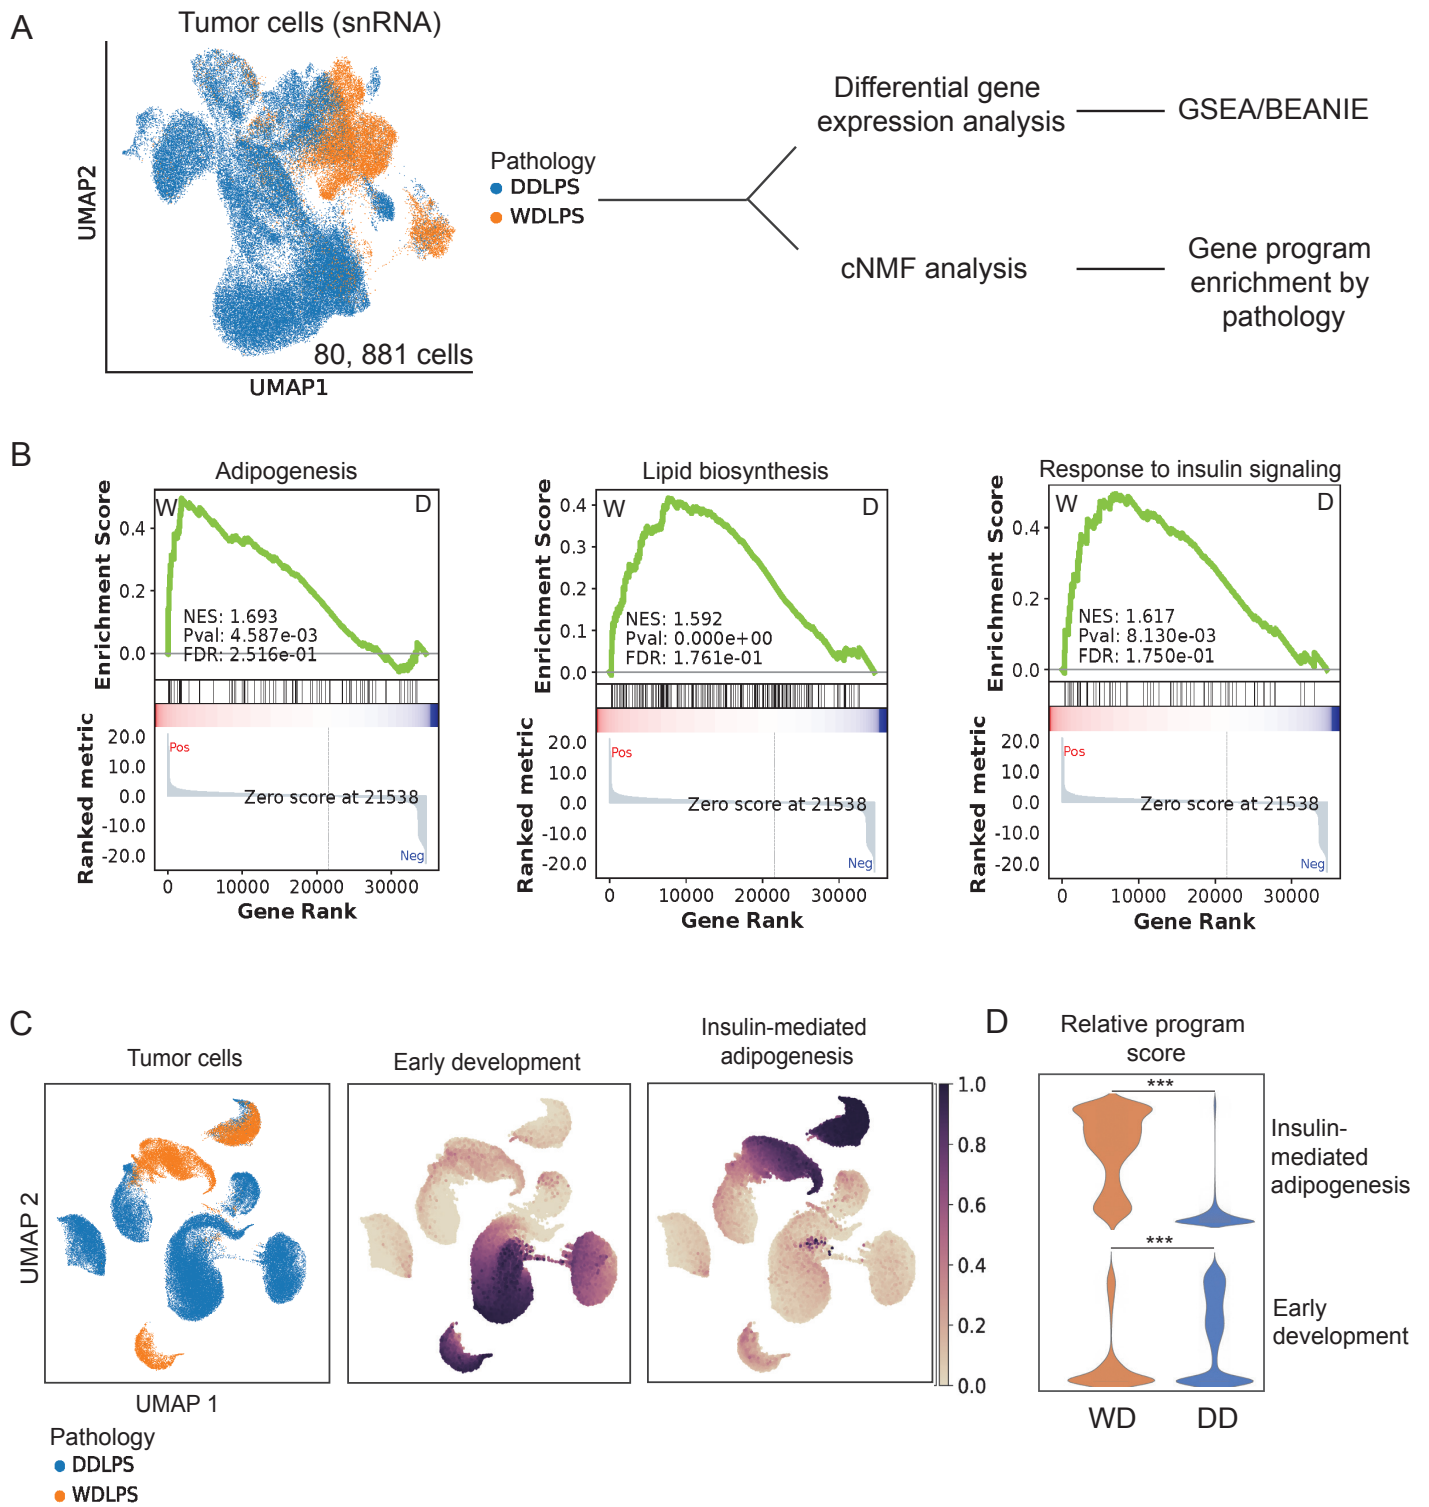 A
Tumor cells (snRNA)
UMAP2
80, 881 cells
UMAP1
Pathology
DDLPS
WDLPS
Differential gene
expression analysis
GSEA/BEANIE
cNMF analysis
Gene program
enrichment by
pathology
B
Adipogenesis
Enrichment Score
W
D
0.4
0.2
0.0
NES: 1.693
Pval: 4.587e-03
FDR: 2.516e-01
Ranked metric
20.0
10.0
0.0
-10.0
-20.0
Pos
Zero score at 21538
Neg
0
10000
20000
30000
Gene Rank
Lipid biosynthesis
Enrichment Score
W
D
0.4
0.3
0.2
0.1
0.0
NES: 1.592
Pval: 0.000e+00
FDR: 1.761e-01
Ranked metric
20.0
10.0
0.0
-10.0
-20.0
Pos
Zero score at 21538
Neg
0
10000
20000
30000
Gene Rank
Response to insulin signaling
Enrichment Score
W
D
0.4
0.2
0.0
NES: 1.617
Pval: 8.130e-03
FDR: 1.750e-01
Ranked metric
20.0
10.0
0.0
-10.0
-20.0
Pos
Zero score at 21538
Neg
0
10000
20000
30000
Gene Rank
C
Tumor cells
Early development
Insulin-mediated
adipogenesis
UMAP 2
UMAP 1
1.0
0.8
0.6
0.4
0.2
0.0
Pathology
DDLPS
WDLPS
D
Relative program
score
***
Insulin-
mediated
adipogenesis
***
Early
development
WD
DD